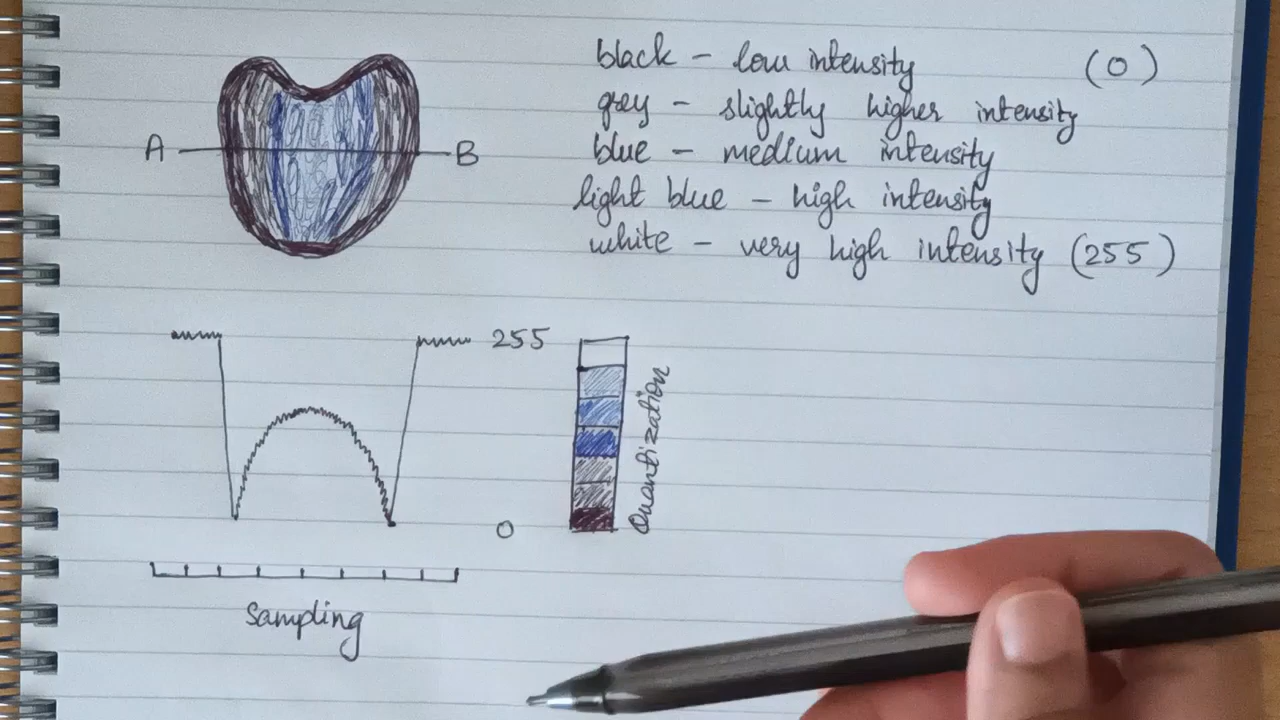 black - low intensity (0)
grey - slightly higher intensity
blue - medium intensity
light blue - high intensity
white - very high intensity (255)
A B
255
Quantization
0
Sampling